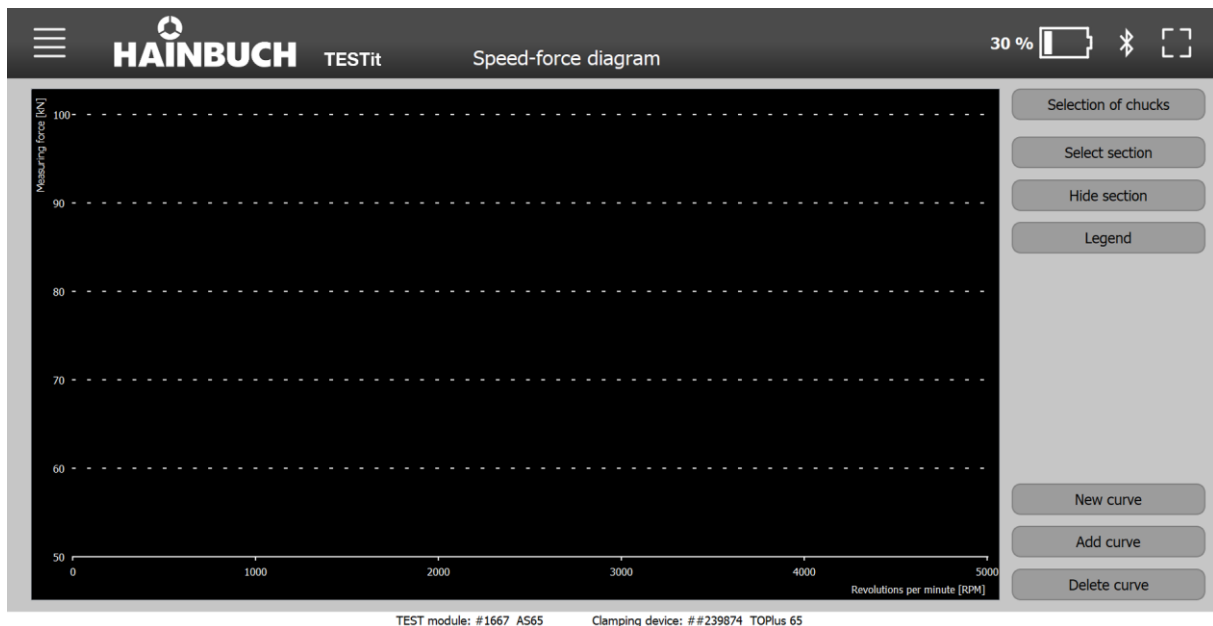 HAINBUCH TESTit Speed-force diagram 30 %
Measuring force [kN]
100
90
80
70
60
50
0 1000 2000 3000 4000 5000
Revolutions per minute [RPM]
Selection of chucks
Select section
Hide section
Legend
New curve
Add curve
Delete curve
TEST module: #1667 AS65 Clamping device: ##239874 TOPlus 65